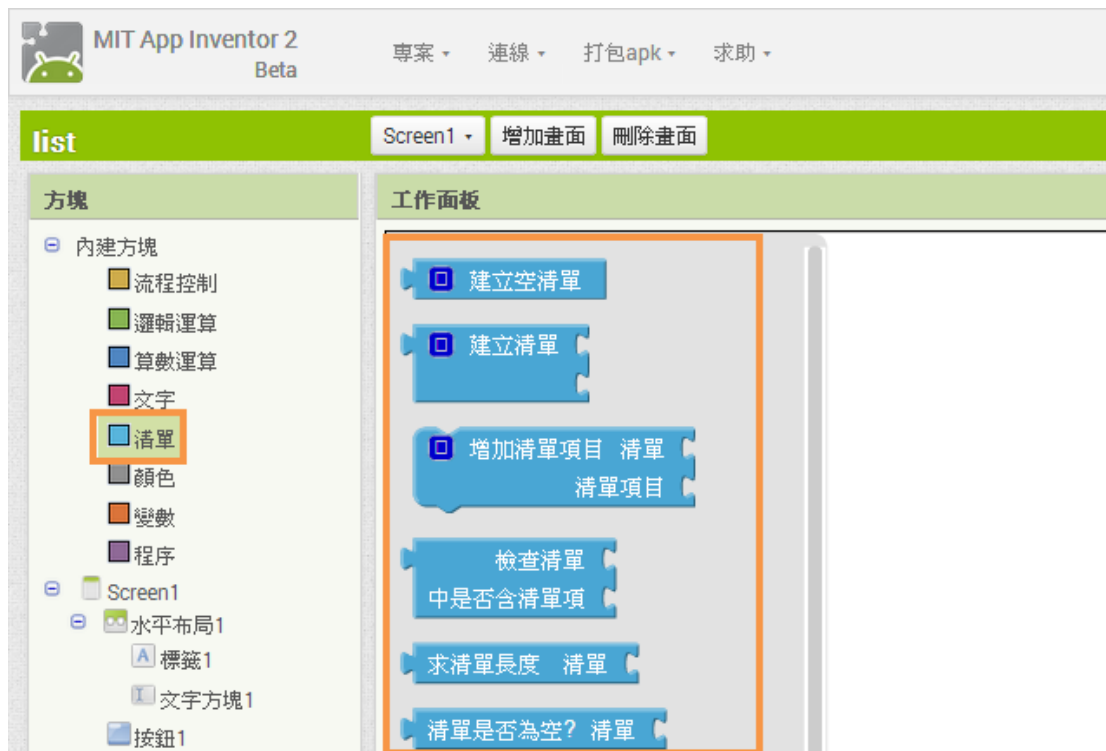 MIT App Inventor 2
Beta
專案 連線 打包apk 求助
list
Screen1 增加畫面 刪除畫面
方塊
內建方塊
流程控制
邏輯運算
算數運算
文字
清單
顏色
變數
程序
Screen1
水平布局1
A 標籤1
文字方塊1
按鈕1
工作面板
建立空清單
建立清單
增加清單項目 清單
清單項目
檢查清單
中是否含清單項
求清單長度 清單
清單是否為空? 清單